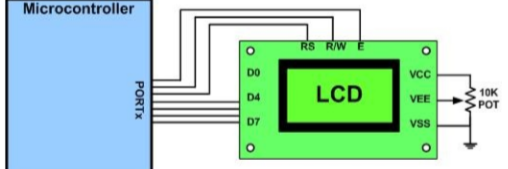 Microcontroller
PORTx
RS R/W E
D0
D4
D7
LCD
VCC
VEE
VSS
10K
POT